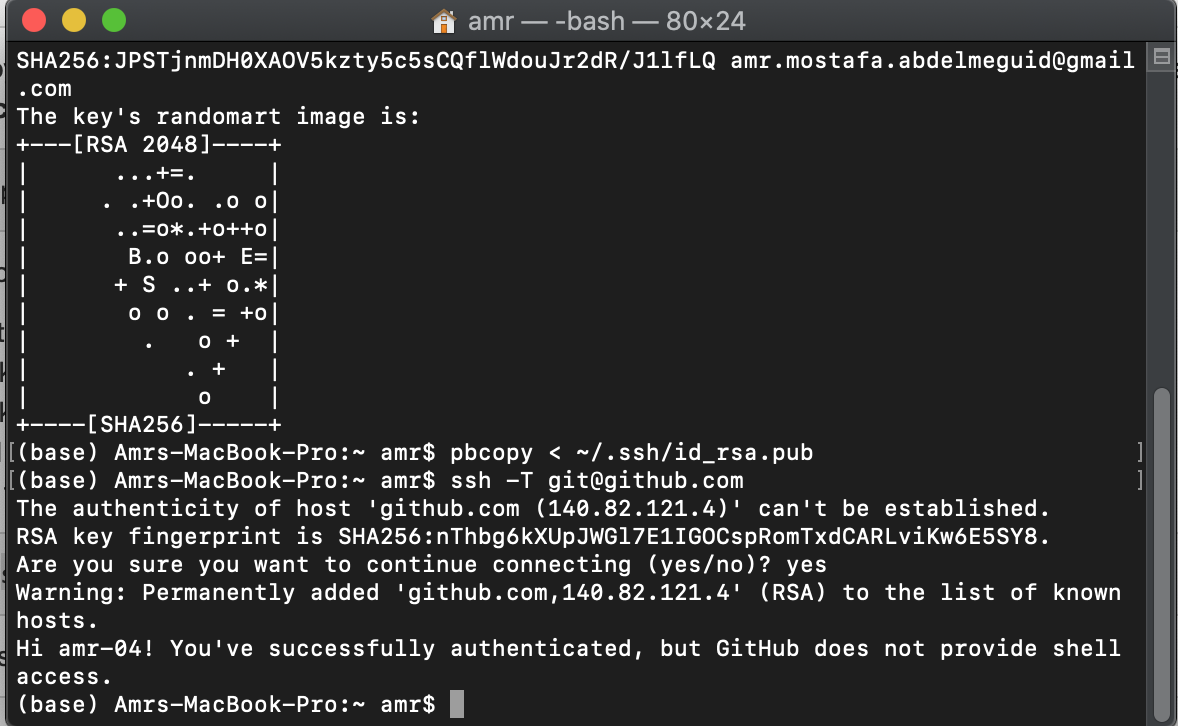 amr — -bash — 80×24
SHA256:JPSTjnmDH0XAOV5kzty5c5sCQflWdouJr2dR/J1lfLQ amr.mostafa.abdelmeguid@gmail
.com
The key's randomart image is:
+---[RSA 2048]----+
|      ...+=.     |
|     . .+Oo. .o o|
|      ..=o*.+o++o|
|       B.o oo+ E=|
|      + S ..+ o.*|
|       o o . = +o|
|        .   o +  |
|           . +   |
|            o    |
+----[SHA256]-----+
[(base) Amrs-MacBook-Pro:~ amr$ pbcopy < ~/.ssh/id_rsa.pub ]
[(base) Amrs-MacBook-Pro:~ amr$ ssh -T git@github.com ]
The authenticity of host 'github.com (140.82.121.4)' can't be established.
RSA key fingerprint is SHA256:nThbg6kXUpJWGl7E1IGOCspRomTxdCARLviKw6E5SY8.
Are you sure you want to continue connecting (yes/no)? yes
Warning: Permanently added 'github.com,140.82.121.4' (RSA) to the list of known
hosts.
Hi amr-04! You've successfully authenticated, but GitHub does not provide shell
access.
(base) Amrs-MacBook-Pro:~ amr$